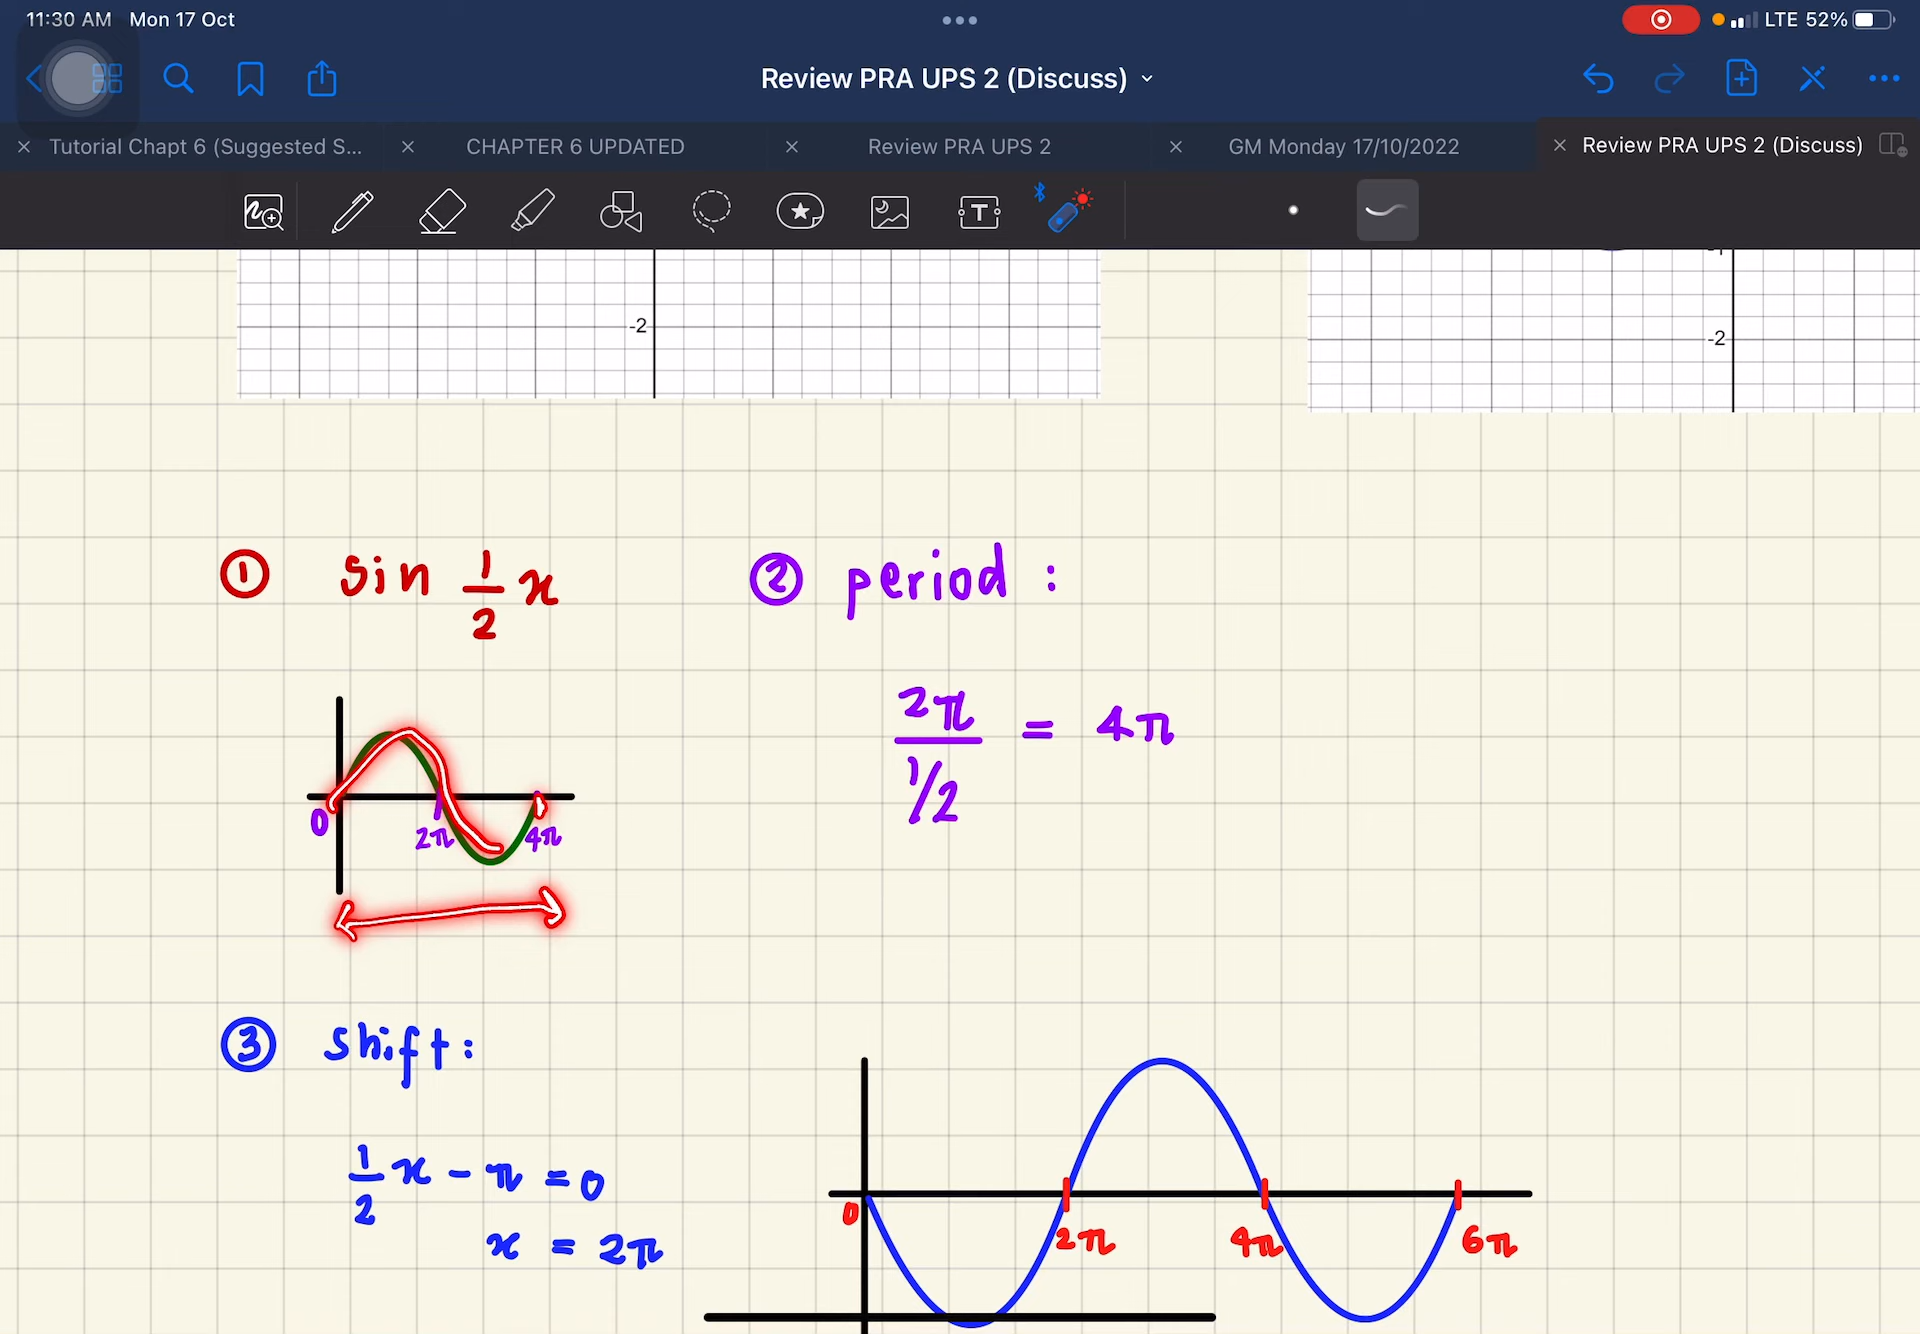 11:30 AM Mon 17 Oct
LTE 52%
Review PRA UPS 2 (Discuss)
Tutorial Chapt 6 (Suggested S...
CHAPTER 6 UPDATED
Review PRA UPS 2
GM Monday 17/10/2022
Review PRA UPS 2 (Discuss)
-2
-2
① sin 1/2 x
② period :
2π / 1/2 = 4π
0 2π 4π
③ shift:
1/2 x - π = 0
x = 2π
0 2π 4π 6π